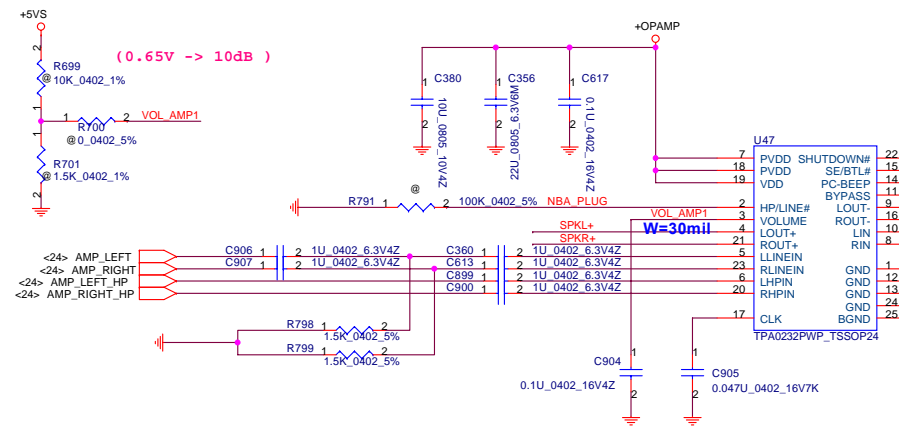 +5VS
(0.65V -> 10dB )
2
R699
@
10K_0402_1%
1
1
2
VOL_AMP1
R700
@
0_0402_5%
1
R701
@
1.5K_0402_1%
2
+OPAMP
1
C380
10U_0805_10V4Z
2
1
C356
22U_0805_6.3V6M
2
1
C617
0.1U_0402_16V4Z
2
U47
7 PVDD SHUTDOWN# 22
18 PVDD SE/BTL# 15
19 VDD PC-BEEP 14
BYPASS 11
2 HP/LINE# LOUT- 9
3 VOLUME ROUT- 16
4 LOUT+ LIN 10
21 ROUT+ RIN 8
5 LLINEIN
23 RLINEIN GND 1
6 LHPIN GND 12
20 RHPIN GND 13
GND 24
17 CLK BGND 25
TPA0232PWP_TSSOP24
@
R791 1 2 100K_0402_5% NBA_PLUG
VOL_AMP1
SPKL+
W=30mil
SPKR+
<24> AMP_LEFT
<24> AMP_RIGHT
<24> AMP_LEFT_HP
<24> AMP_RIGHT_HP
C906 1 2 1U_0402_6.3V4Z
C907 1 2 1U_0402_6.3V4Z
C360 1 2 1U_0402_6.3V4Z
C613 1 2 1U_0402_6.3V4Z
C899 1 2 1U_0402_6.3V4Z
C900 1 2 1U_0402_6.3V4Z
R798 1 2
1.5K_0402_5%
R799 1 2
1.5K_0402_5%
1
C904
0.1U_0402_16V4Z
2
1
C905
0.047U_0402_16V7K
2